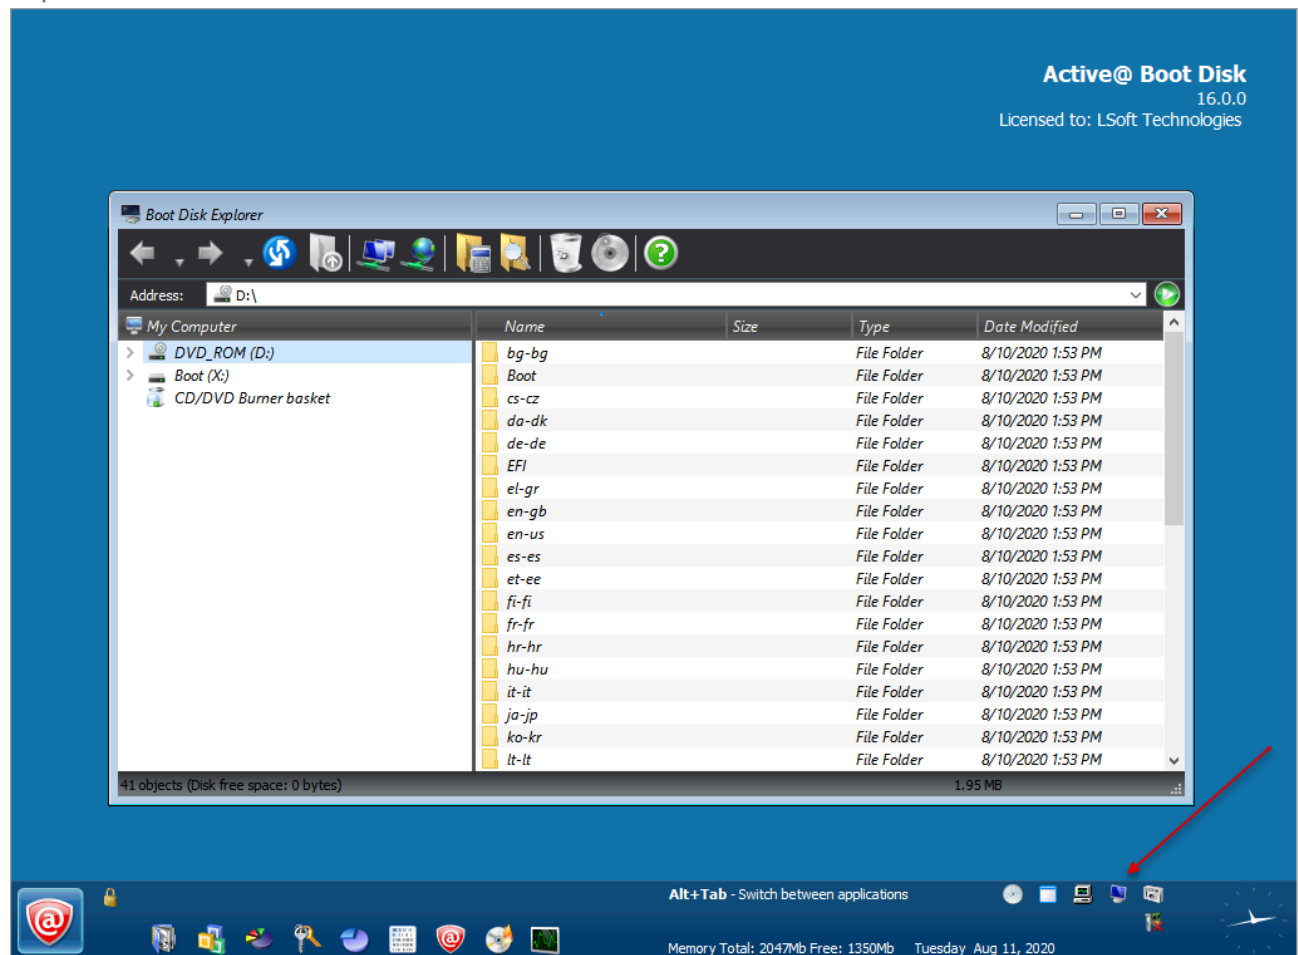 Active@ Boot Disk
16.0.0
Licensed to: LSoft Technologies
Boot Disk Explorer
Address: D:\
My Computer
DVD_ROM (D:)
Boot (X:)
CD/DVD Burner basket
Name Size Type Date Modified
bg-bg File Folder 8/10/2020 1:53 PM
Boot File Folder 8/10/2020 1:53 PM
cs-cz File Folder 8/10/2020 1:53 PM
da-dk File Folder 8/10/2020 1:53 PM
de-de File Folder 8/10/2020 1:53 PM
EFI File Folder 8/10/2020 1:53 PM
el-gr File Folder 8/10/2020 1:53 PM
en-gb File Folder 8/10/2020 1:53 PM
en-us File Folder 8/10/2020 1:53 PM
es-es File Folder 8/10/2020 1:53 PM
et-ee File Folder 8/10/2020 1:53 PM
fi-fi File Folder 8/10/2020 1:53 PM
fr-fr File Folder 8/10/2020 1:53 PM
hr-hr File Folder 8/10/2020 1:53 PM
hu-hu File Folder 8/10/2020 1:53 PM
it-it File Folder 8/10/2020 1:53 PM
ja-jp File Folder 8/10/2020 1:53 PM
ko-kr File Folder 8/10/2020 1:53 PM
lt-lt File Folder 8/10/2020 1:53 PM
41 objects (Disk free space: 0 bytes) 1.95 MB
Alt+Tab - Switch between applications
Memory Total: 2047Mb Free: 1350Mb Tuesday Aug 11, 2020